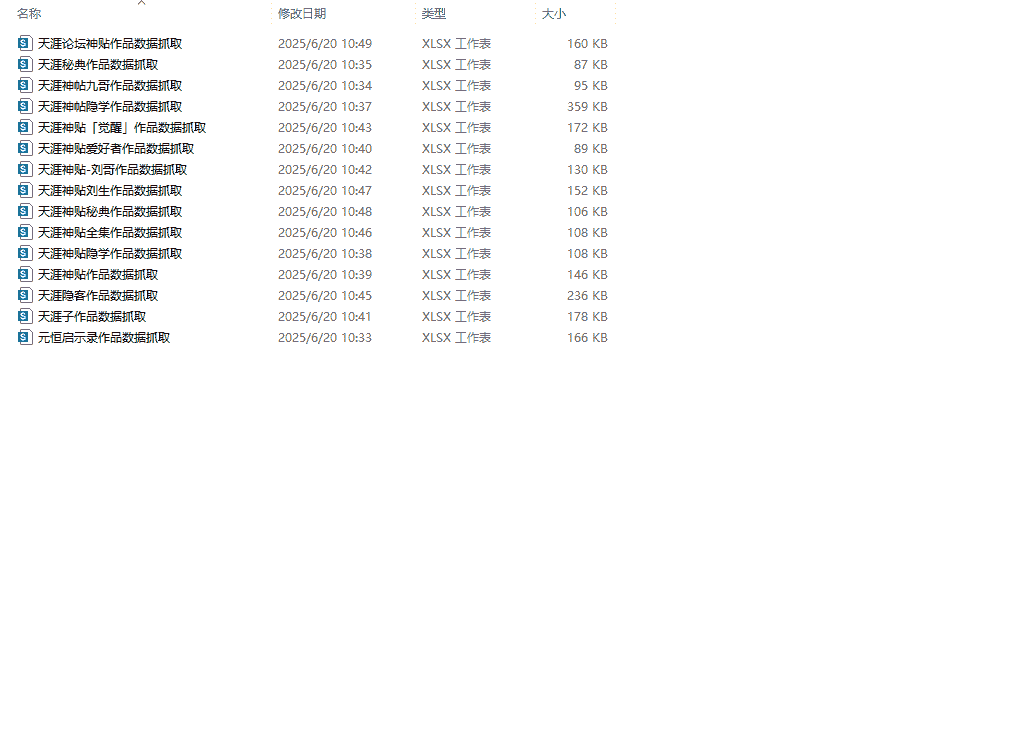 名称 修改日期 类型 大小
天涯论坛神贴作品数据抓取 2025/6/20 10:49 XLSX 工作表 160 KB
天涯秘典作品数据抓取 2025/6/20 10:35 XLSX 工作表 87 KB
天涯神帖九哥作品数据抓取 2025/6/20 10:34 XLSX 工作表 95 KB
天涯神帖隐学作品数据抓取 2025/6/20 10:37 XLSX 工作表 359 KB
天涯神贴「觉醒」作品数据抓取 2025/6/20 10:43 XLSX 工作表 172 KB
天涯神贴爱好者作品数据抓取 2025/6/20 10:40 XLSX 工作表 89 KB
天涯神贴-刘哥作品数据抓取 2025/6/20 10:42 XLSX 工作表 130 KB
天涯神贴刘生作品数据抓取 2025/6/20 10:47 XLSX 工作表 152 KB
天涯神贴秘典作品数据抓取 2025/6/20 10:48 XLSX 工作表 106 KB
天涯神贴全集作品数据抓取 2025/6/20 10:46 XLSX 工作表 108 KB
天涯神贴隐学作品数据抓取 2025/6/20 10:38 XLSX 工作表 108 KB
天涯神贴作品数据抓取 2025/6/20 10:39 XLSX 工作表 146 KB
天涯隐客作品数据抓取 2025/6/20 10:45 XLSX 工作表 236 KB
天涯子作品数据抓取 2025/6/20 10:41 XLSX 工作表 178 KB
元恒启示录作品数据抓取 2025/6/20 10:33 XLSX 工作表 166 KB